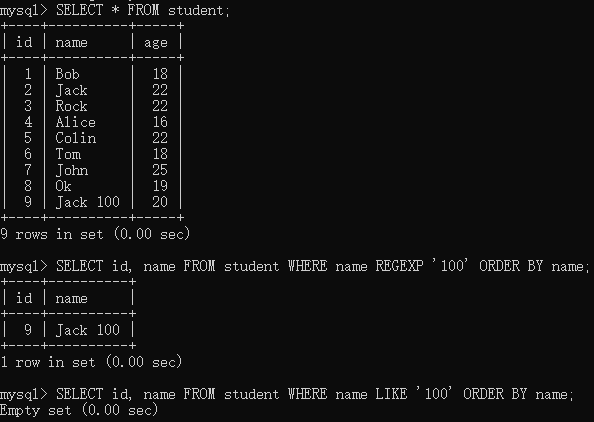 mysql> SELECT * FROM student;
+----+----------+-----+
| id | name     | age |
+----+----------+-----+
|  1 | Bob      |  18 |
|  2 | Jack     |  22 |
|  3 | Rock     |  22 |
|  4 | Alice    |  16 |
|  5 | Colin    |  22 |
|  6 | Tom      |  18 |
|  7 | John     |  25 |
|  8 | Ok       |  19 |
|  9 | Jack 100 |  20 |
+----+----------+-----+
9 rows in set (0.00 sec)
mysql> SELECT id, name FROM student WHERE name REGEXP '100' ORDER BY name;
+----+----------+
| id | name     |
+----+----------+
|  9 | Jack 100 |
+----+----------+
1 row in set (0.00 sec)
mysql> SELECT id, name FROM student WHERE name LIKE '100' ORDER BY name;
Empty set (0.00 sec)